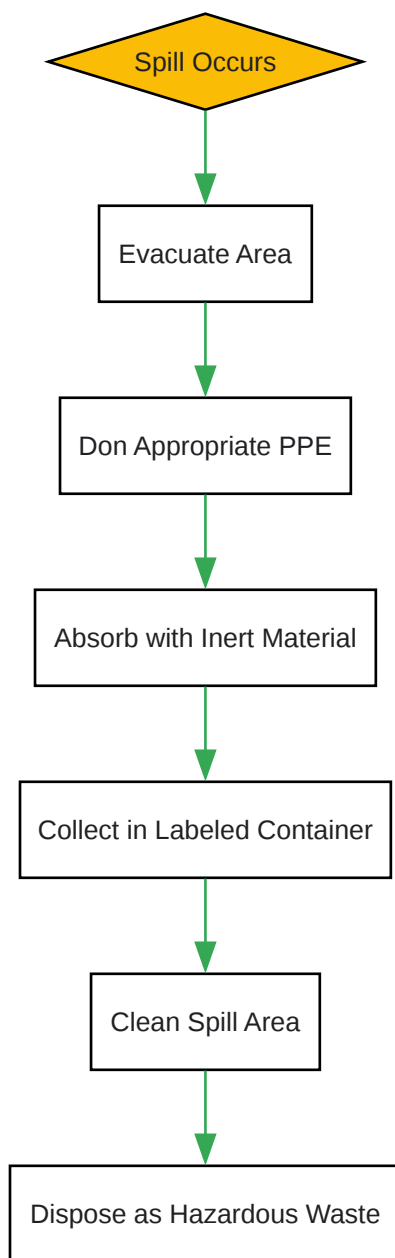 Spill Occurs
Evacuate Area
Don Appropriate PPE
Absorb with Inert Material
Collect in Labeled Container
Clean Spill Area
Dispose as Hazardous Waste